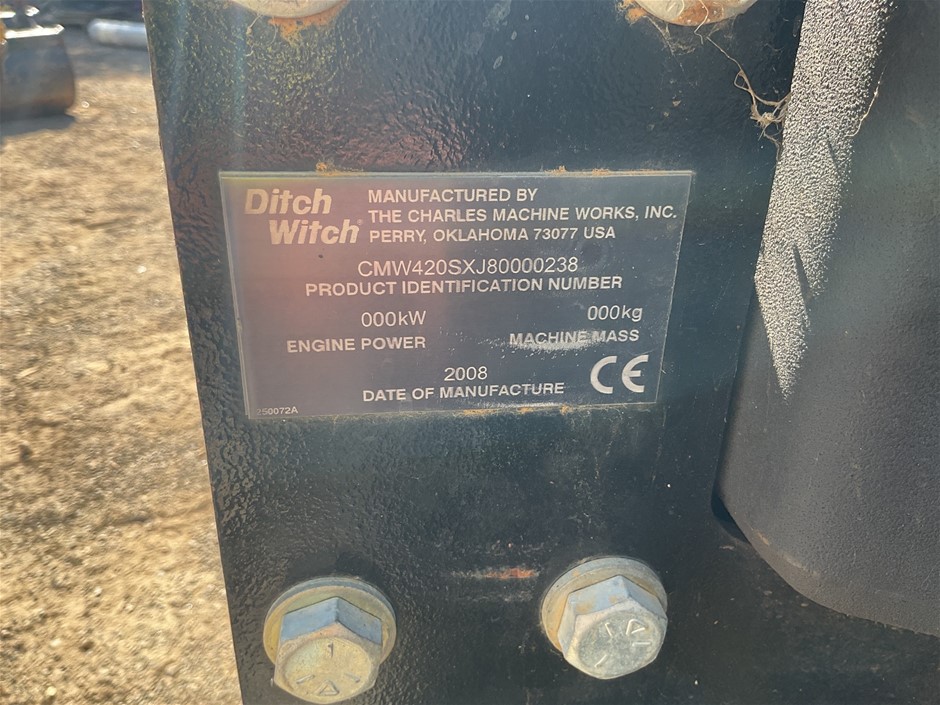 Ditch Witch®
MANUFACTURED BY
THE CHARLES MACHINE WORKS, INC.
PERRY, OKLAHOMA 73077 USA
CMW420SXJ80000238
PRODUCT IDENTIFICATION NUMBER
000kW
000kg
ENGINE POWER
MACHINE MASS
2008
DATE OF MANUFACTURE
CE
250072A
1